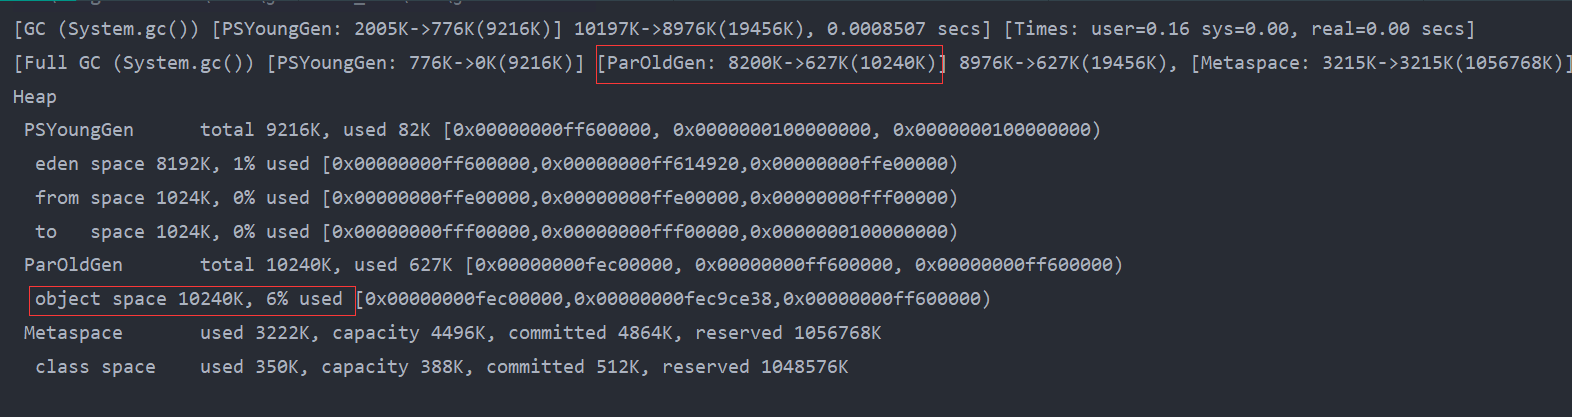 [GC (System.gc()) [PSYoungGen: 2005K->776K(9216K)] 10197K->8976K(19456K), 0.0008507 secs] [Times: user=0.16 sys=0.00, real=0.00 secs]
[Full GC (System.gc()) [PSYoungGen: 776K->0K(9216K)] [ParOldGen: 8200K->627K(10240K)] 8976K->627K(19456K), [Metaspace: 3215K->3215K(1056768K)]
Heap
 PSYoungGen      total 9216K, used 82K [0x00000000ff600000, 0x0000000100000000, 0x0000000100000000)
  eden space 8192K, 1% used [0x00000000ff600000,0x00000000ff614920,0x00000000ffe00000)
  from space 1024K, 0% used [0x00000000ffe00000,0x00000000ffe00000,0x00000000fff00000)
  to   space 1024K, 0% used [0x00000000fff00000,0x00000000fff00000,0x0000000100000000)
 ParOldGen       total 10240K, used 627K [0x00000000fec00000, 0x00000000ff600000, 0x00000000ff600000)
  object space 10240K, 6% used [0x00000000fec00000,0x00000000fec9ce38,0x00000000ff600000)
 Metaspace       used 3222K, capacity 4496K, committed 4864K, reserved 1056768K
  class space    used 350K, capacity 388K, committed 512K, reserved 1048576K